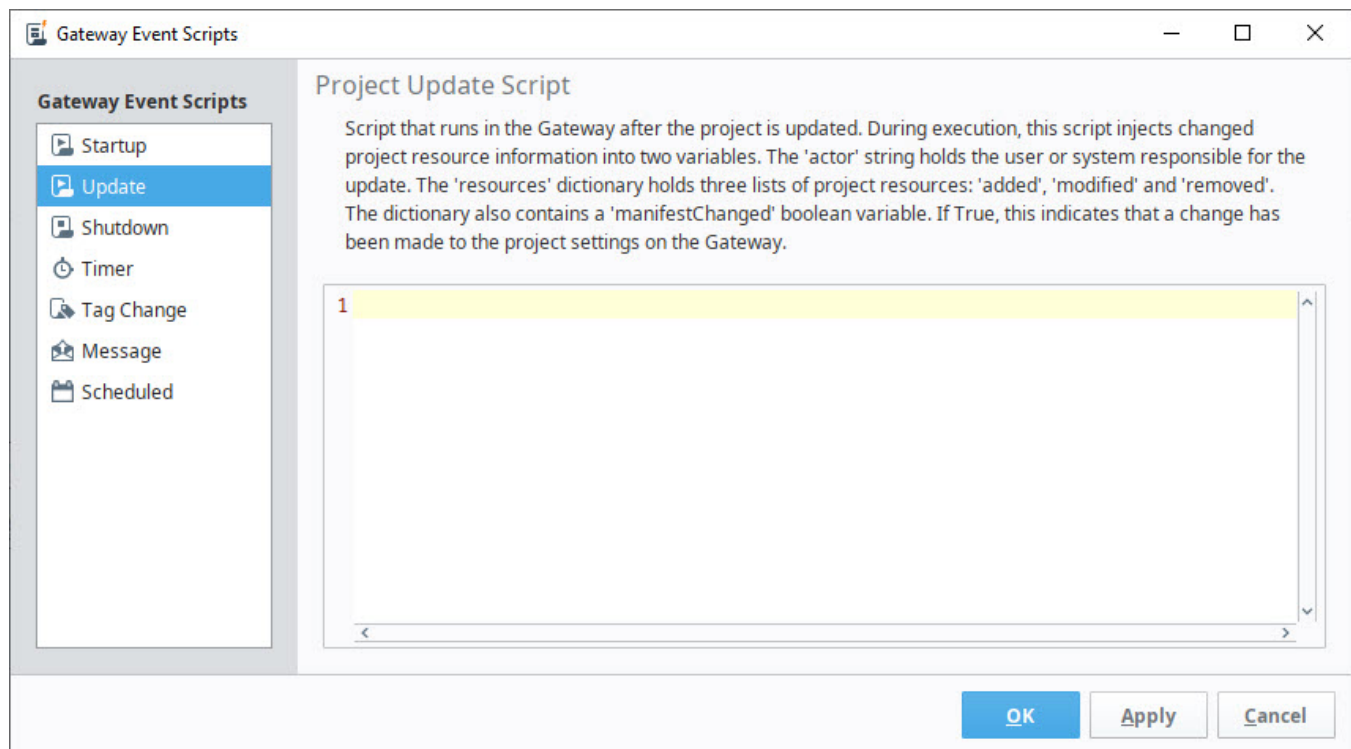 Gateway Event Scripts
Gateway Event Scripts
Startup
Update
Shutdown
Timer
Tag Change
Message
Scheduled
Project Update Script
Script that runs in the Gateway after the project is updated. During execution, this script injects changed
project resource information into two variables. The 'actor' string holds the user or system responsible for the
update. The 'resources' dictionary holds three lists of project resources: 'added', 'modified' and 'removed'.
The dictionary also contains a 'manifestChanged' boolean variable. If True, this indicates that a change has
been made to the project settings on the Gateway.
1
OK
Apply
Cancel